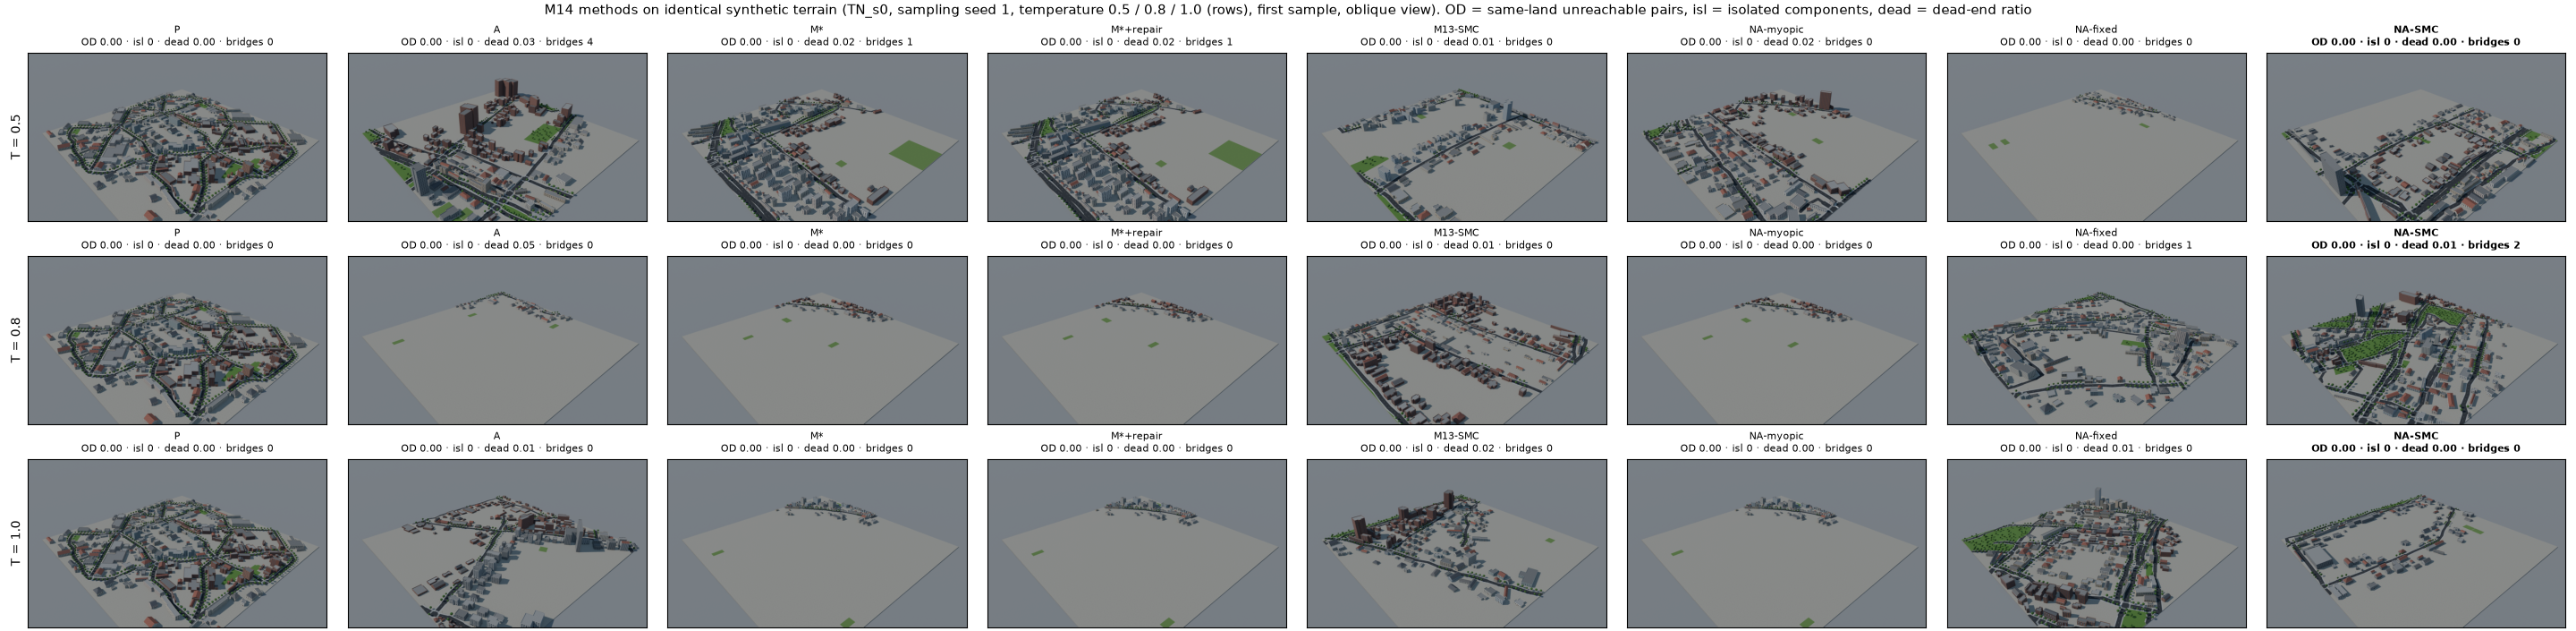 M14 methods on identical synthetic terrain (TN_s0, sampling seed 1, temperature 0.5 / 0.8 / 1.0 (rows), first sample, oblique view). OD = same-land unreachable pairs, isl = isolated components, dead = dead-end ratio
P A M* M*+repair M13-SMC NA-myopic NA-fixed NA-SMC
OD 0.00 · isl 0 · dead 0.00 · bridges 0 OD 0.00 · isl 0 · dead 0.03 · bridges 4 OD 0.00 · isl 0 · dead 0.02 · bridges 1 OD 0.00 · isl 0 · dead 0.02 · bridges 1 OD 0.00 · isl 0 · dead 0.01 · bridges 0 OD 0.00 · isl 0 · dead 0.02 · bridges 0 OD 0.00 · isl 0 · dead 0.00 · bridges 0 OD 0.00 · isl 0 · dead 0.00 · bridges 0
T = 0.5
P A M* M*+repair M13-SMC NA-myopic NA-fixed NA-SMC
OD 0.00 · isl 0 · dead 0.00 · bridges 0 OD 0.00 · isl 0 · dead 0.05 · bridges 0 OD 0.00 · isl 0 · dead 0.00 · bridges 0 OD 0.00 · isl 0 · dead 0.00 · bridges 0 OD 0.00 · isl 0 · dead 0.01 · bridges 0 OD 0.00 · isl 0 · dead 0.00 · bridges 0 OD 0.00 · isl 0 · dead 0.00 · bridges 1 OD 0.00 · isl 0 · dead 0.01 · bridges 2
T = 0.8
P A M* M*+repair M13-SMC NA-myopic NA-fixed NA-SMC
OD 0.00 · isl 0 · dead 0.00 · bridges 0 OD 0.00 · isl 0 · dead 0.01 · bridges 0 OD 0.00 · isl 0 · dead 0.00 · bridges 0 OD 0.00 · isl 0 · dead 0.00 · bridges 0 OD 0.00 · isl 0 · dead 0.02 · bridges 0 OD 0.00 · isl 0 · dead 0.00 · bridges 0 OD 0.00 · isl 0 · dead 0.01 · bridges 0 OD 0.00 · isl 0 · dead 0.00 · bridges 0
T = 1.0